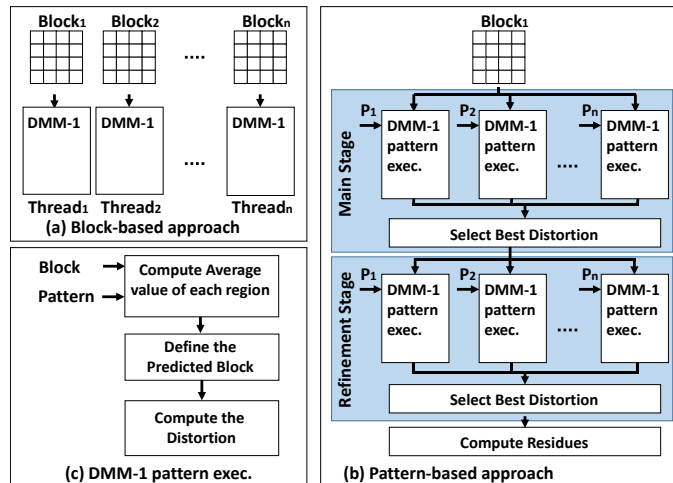 Block1 Block2 .... Blockn
DMM-1 DMM-1 .... DMM-1
Thread1 Thread2 Threadn
(a) Block-based approach
Block
Pattern
Compute Average
value of each region
Define the
Predicted Block
Compute the
Distortion
(c) DMM-1 pattern exec.
Block1
Main Stage
P1 DMM-1
pattern
exec.
P2 DMM-1
pattern
exec.
....
Pn DMM-1
pattern
exec.
Select Best Distortion
Refinement Stage
P1 DMM-1
pattern
exec.
P2 DMM-1
pattern
exec.
....
Pn DMM-1
pattern
exec.
Select Best Distortion
Compute Residues
(b) Pattern-based approach